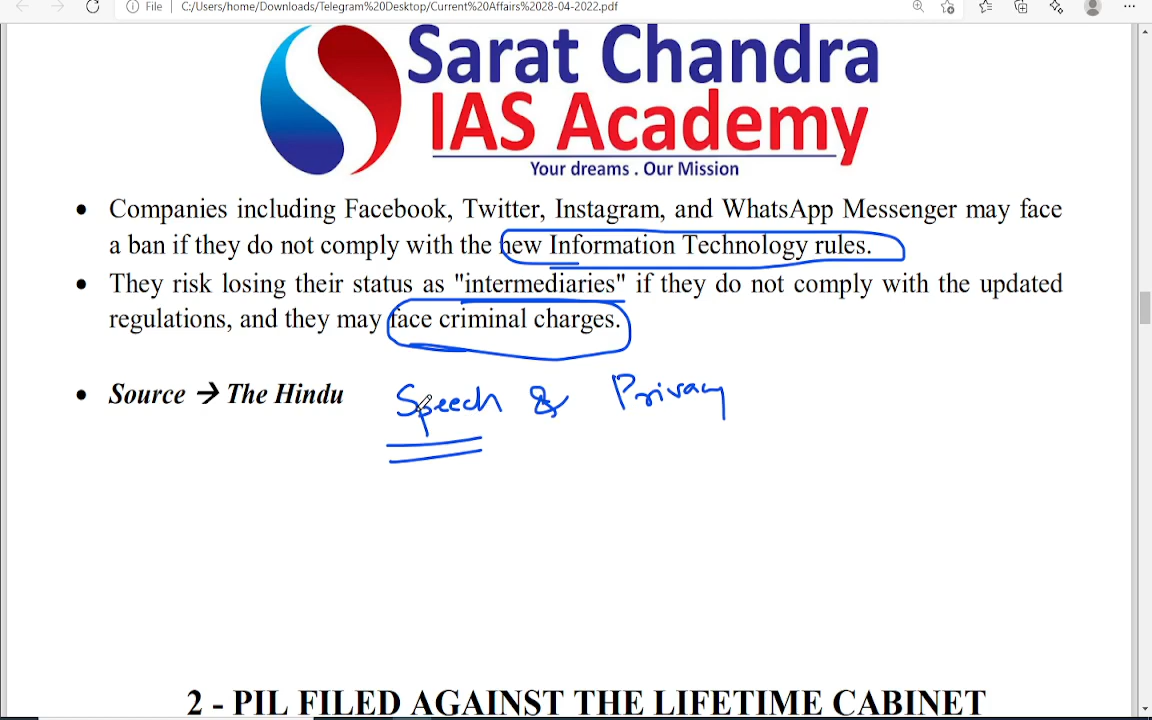 File | C:/Users/home/Downloads/Telegram%20Desktop/Current%20Affairs%2028-04-2022.pdf
Sarat Chandra
IAS Academy
Your dreams . Our Mission
• Companies including Facebook, Twitter, Instagram, and WhatsApp Messenger may face
a ban if they do not comply with the new Information Technology rules.
• They risk losing their status as "intermediaries" if they do not comply with the updated
regulations, and they may face criminal charges.
• Source → The Hindu Speech & Privacy
2 - PIL FILED AGAINST THE LIFETIME CABINET